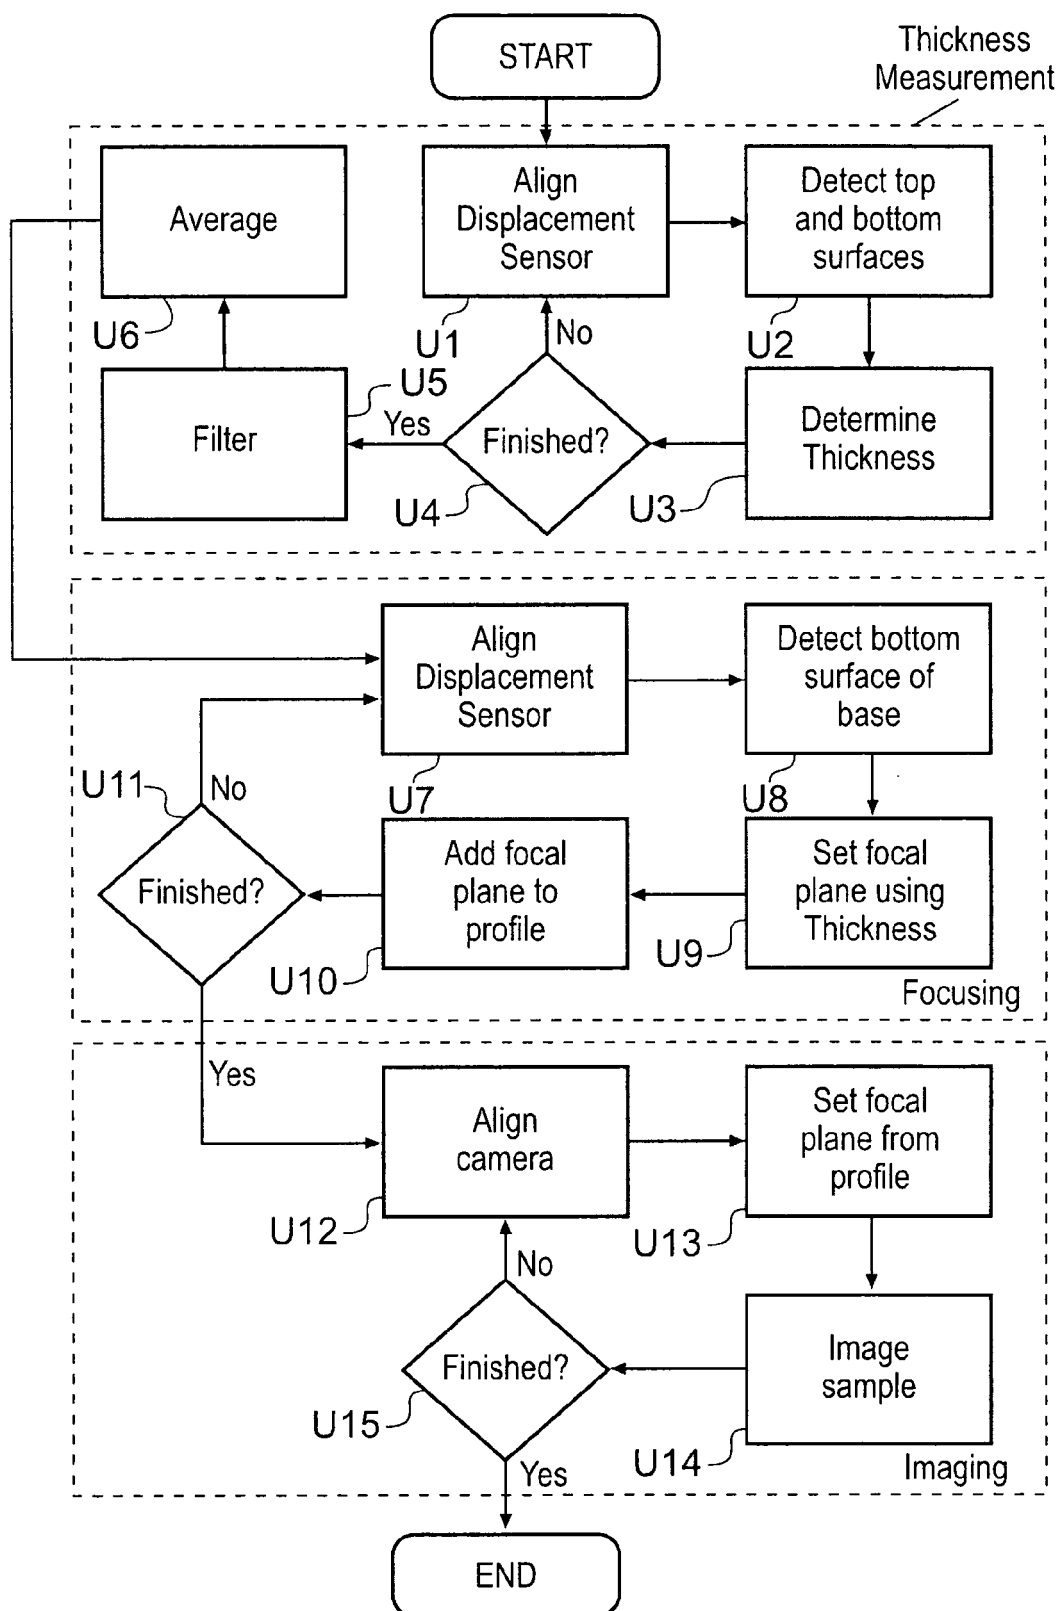 START
Thickness
Measurement
Average
Align
Displacement
Sensor
Detect top
and bottom
surfaces
U6
U1
No
U2
Filter
U5
Yes
Finished?
U4
Determine
Thickness
U3
Align
Displacement
Sensor
Detect bottom
surface of
base
U11
No
U7
U8
Finished?
Add focal
plane to
profile
Set focal
plane using
Thickness
U10
U9
Focusing
Yes
Align
camera
Set focal
plane from
profile
U12
U13
No
Finished?
Image
sample
U15
U14
Yes
Imaging
END